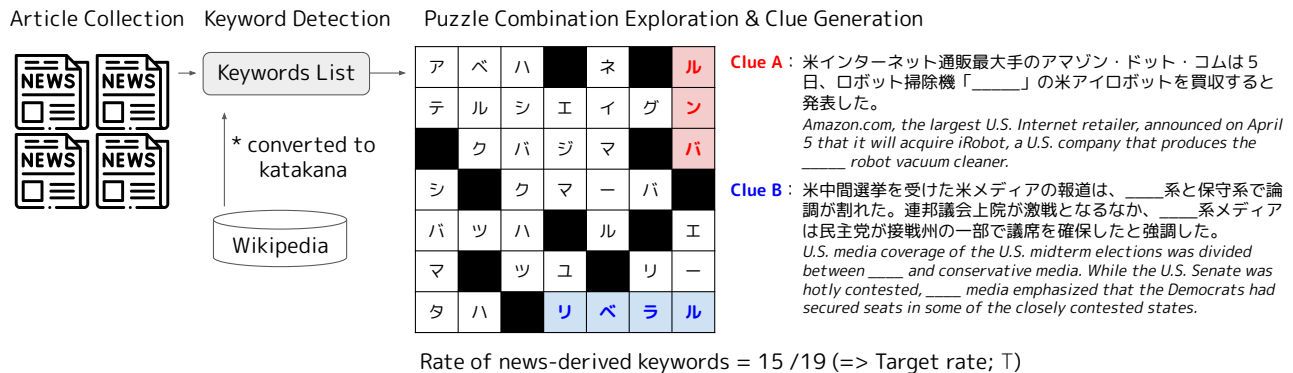 Article Collection
Keyword Detection
Puzzle Combination Exploration & Clue Generation
NEWS
NEWS
NEWS
NEWS
Keywords List
* converted to
katakana
Wikipedia
ア ベ ハ ネ ル
テ ル シ エ イ グ ン
ク バ ジ マ バ
シ ク マ ー バ
バ ツ ハ ル エ
マ ツ ユ リ ー
タ ハ リ ベ ラ ル
Clue A : 米インターネット通販最大手のアマゾン・ドット・コムは５
日、ロボット掃除機「_____」の米アイロボットを買収すると
発表した。
Amazon.com, the largest U.S. Internet retailer, announced on April
5 that it will acquire iRobot, a U.S. company that produces the
_____ robot vacuum cleaner.
Clue B : 米中間選挙を受けた米メディアの報道は、____系と保守系で論
調が割れた。連邦議会上院が激戦となるなか、____系メディア
は民主党が接戦州の一部で議席を確保したと強調した。
U.S. media coverage of the U.S. midterm elections was divided
between ____ and conservative media. While the U.S. Senate was
hotly contested, ____ media emphasized that the Democrats had
secured seats in some of the closely contested states.
Rate of news-derived keywords = 15 /19 (=> Target rate; T)